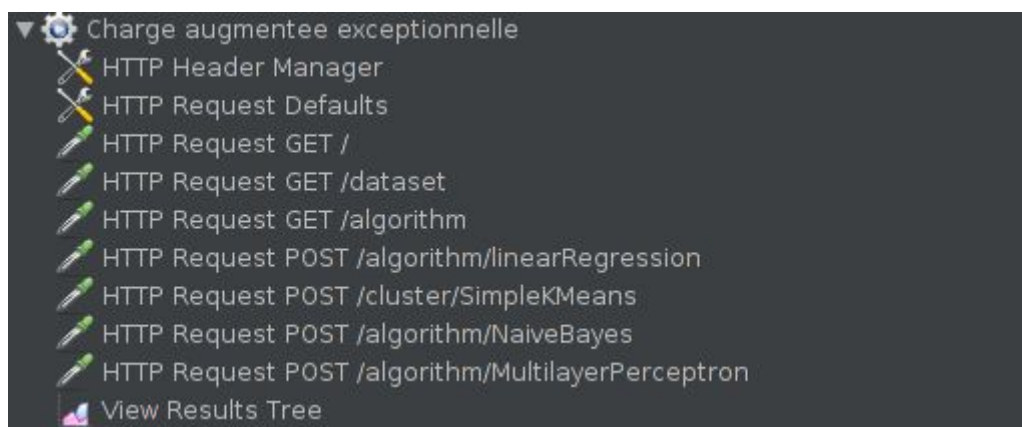 Charge augmentee exceptionnelle
HTTP Header Manager
HTTP Request Defaults
HTTP Request GET /
HTTP Request GET /dataset
HTTP Request GET /algorithm
HTTP Request POST /algorithm/linearRegression
HTTP Request POST /cluster/SimpleKMeans
HTTP Request POST /algorithm/NaiveBayes
HTTP Request POST /algorithm/MultilayerPerceptron
View Results Tree